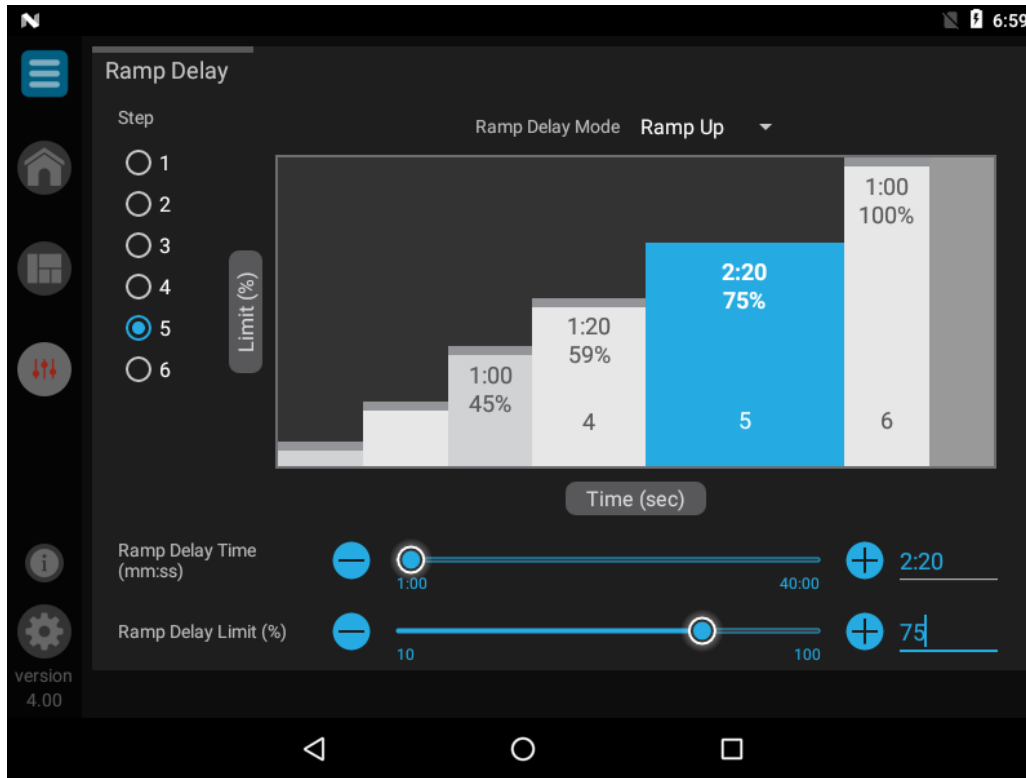 6:59
Ramp Delay
Step
Ramp Delay Mode Ramp Up
1
2
3
4
5
6
Limit (%)
1:00
45%
1:20
59%
4
2:20
75%
5
1:00
100%
6
Time (sec)
Ramp Delay Time
(mm:ss)
1:00
40:00
2:20
Ramp Delay Limit (%)
10
100
75
version
4.00